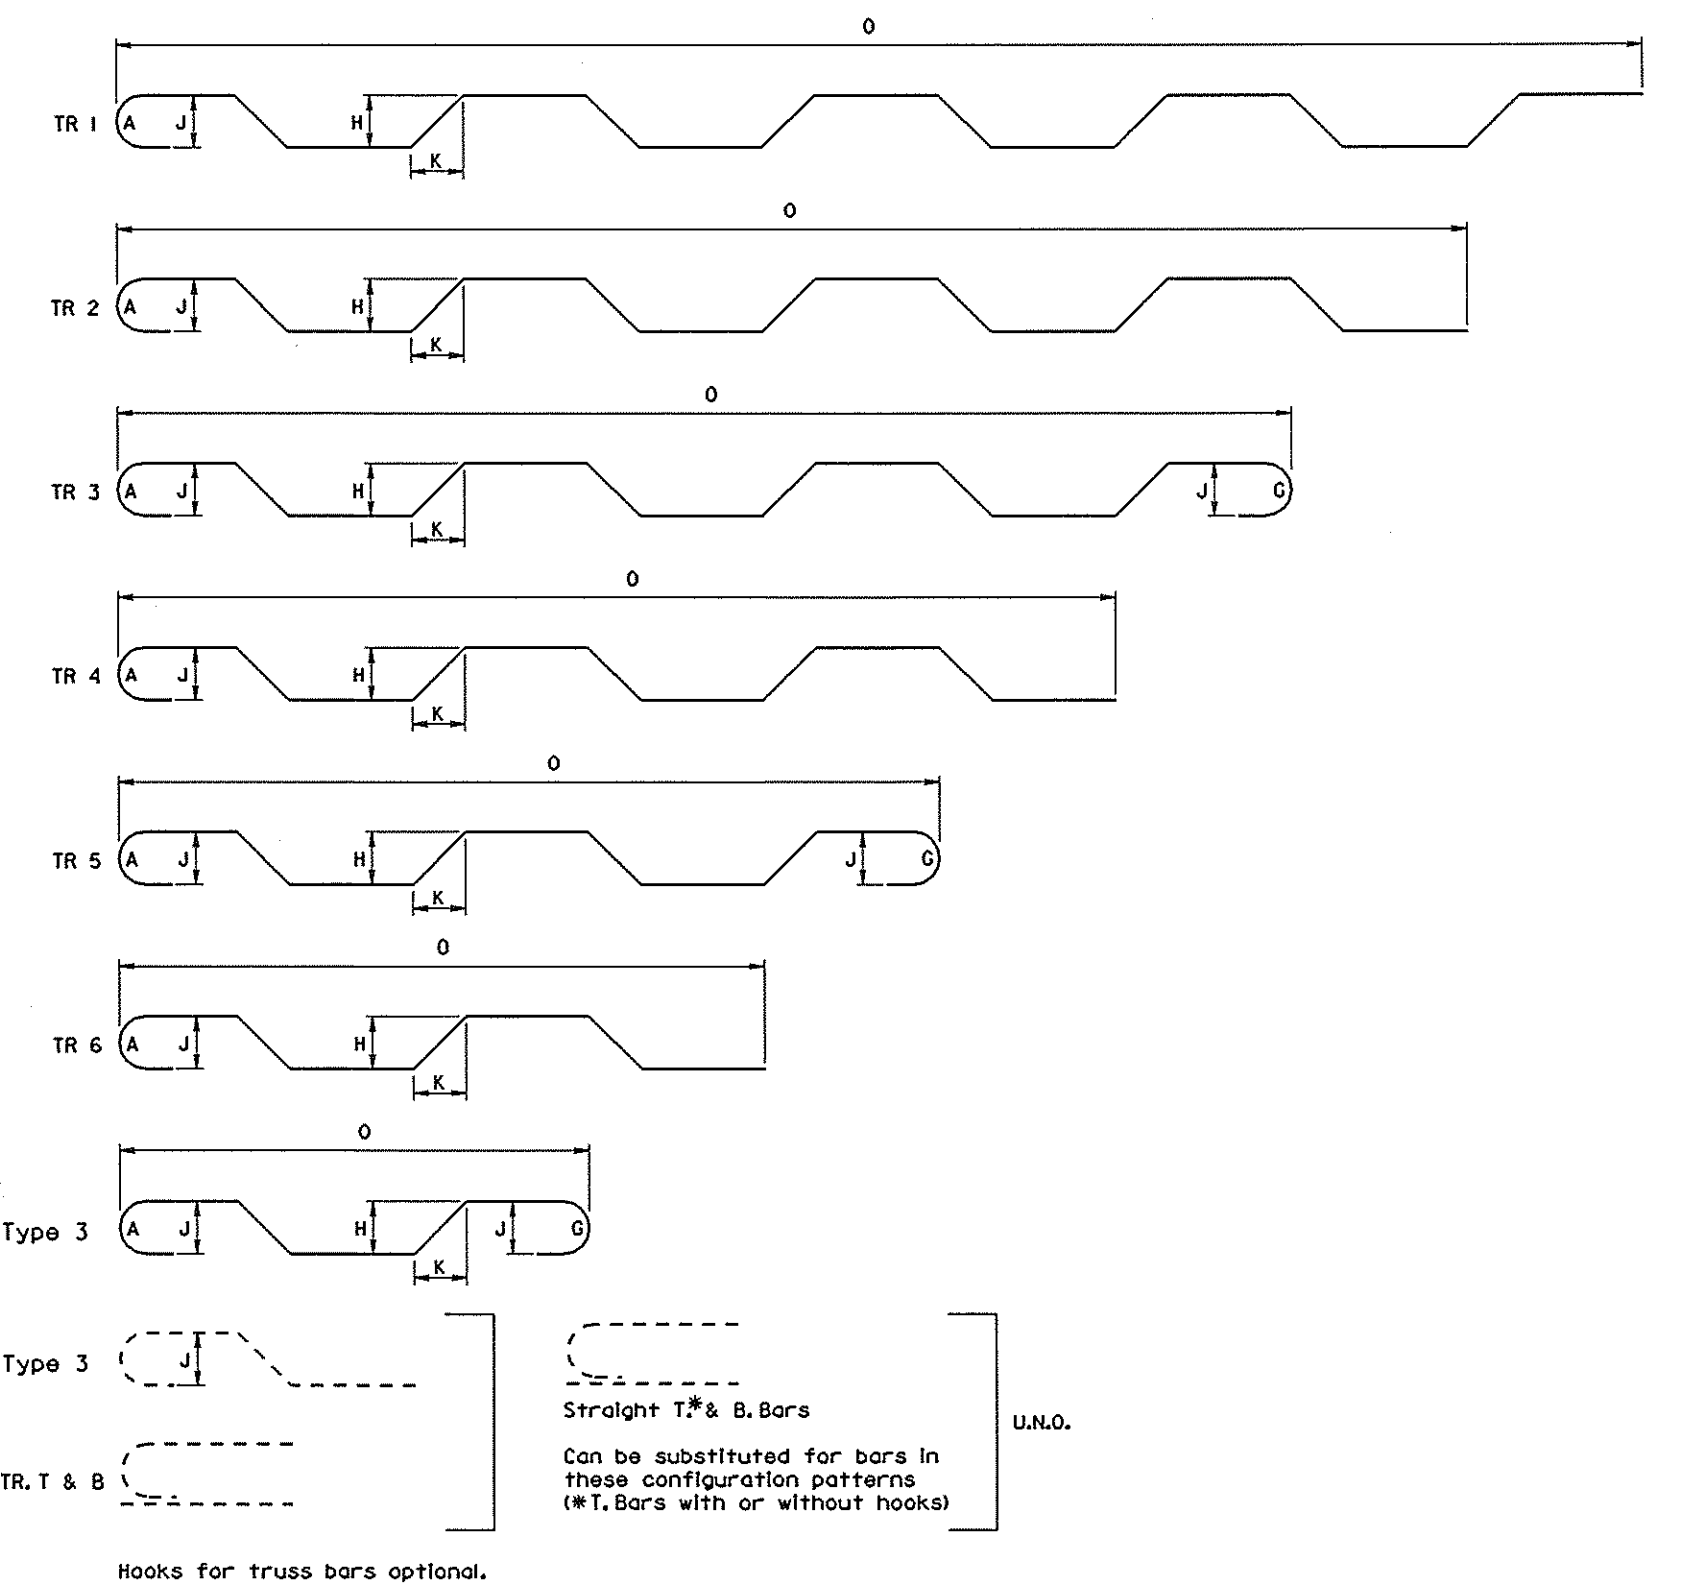 O
TR 1 A J H K
O
TR 2 A J H K
O
TR 3 A J H K J G
O
TR 4 A J H K
O
TR 5 A J H K J G
O
TR 6 A J H K
O
Type 3 A J H K J G
Type 3 J
Straight T.* & B. Bars
U.N.O.
Can be substituted for bars in
TR. T & B
these configuration patterns
(*T. Bars with or without hooks)
Hooks for truss bars optional.